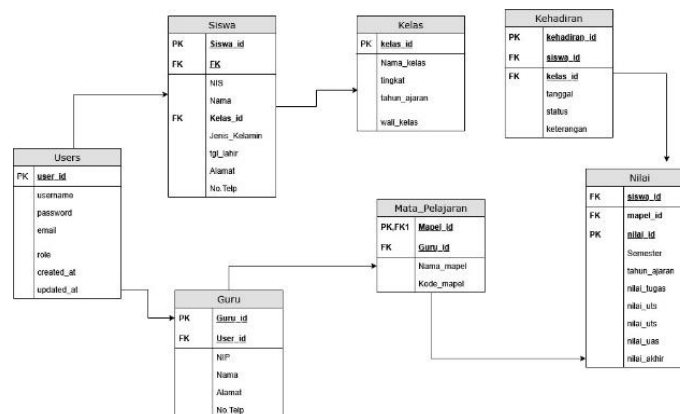 Siswa
PK Siswa_id
FK FK
NIS
Nama
FK Kelas_id
Jenis_Kelamin
tgl_lahir
Alamat
No.Telp
Kelas
PK kelas_id
Nama_kelas
tingkat
tahun_ajaran
wali_kelas
Kehadiran
PK kehadiran_id
FK siswa_id
FK kelas_id
tanggal
status
keterangan
Users
PK user_id
username
password
email
role
created_at
updated_at
Mata_Pelajaran
PK,FK1 Mapel_id
FK Guru_id
Nama_mapel
Kode_mapel
Nilai
FK siswa_id
FK mapel_id
PK nilai_id
Semester
tahun_ajaran
nilai_tugas
nilai_uts
nilai_uts
nilai_uas
nilai_akhir
Guru
PK Guru_id
FK User_id
NIP
Nama
Alamat
No.Telp